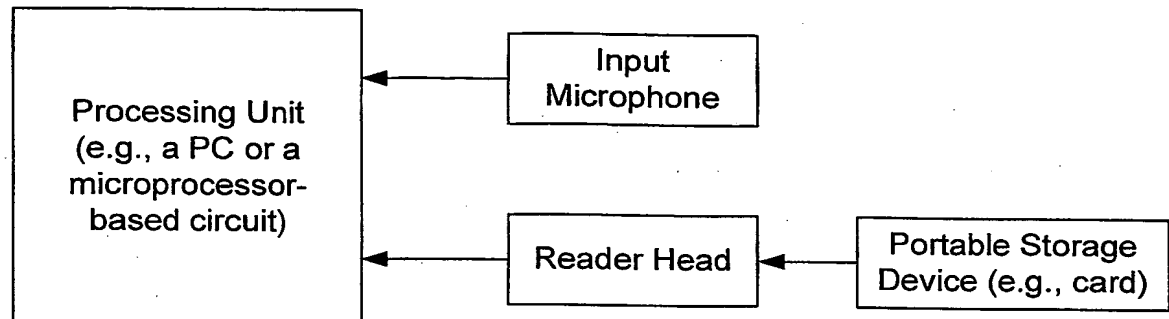 Processing Unit
(e.g., a PC or a
microprocessor-
based circuit)
Input
Microphone
Reader Head
Portable Storage
Device (e.g., card)